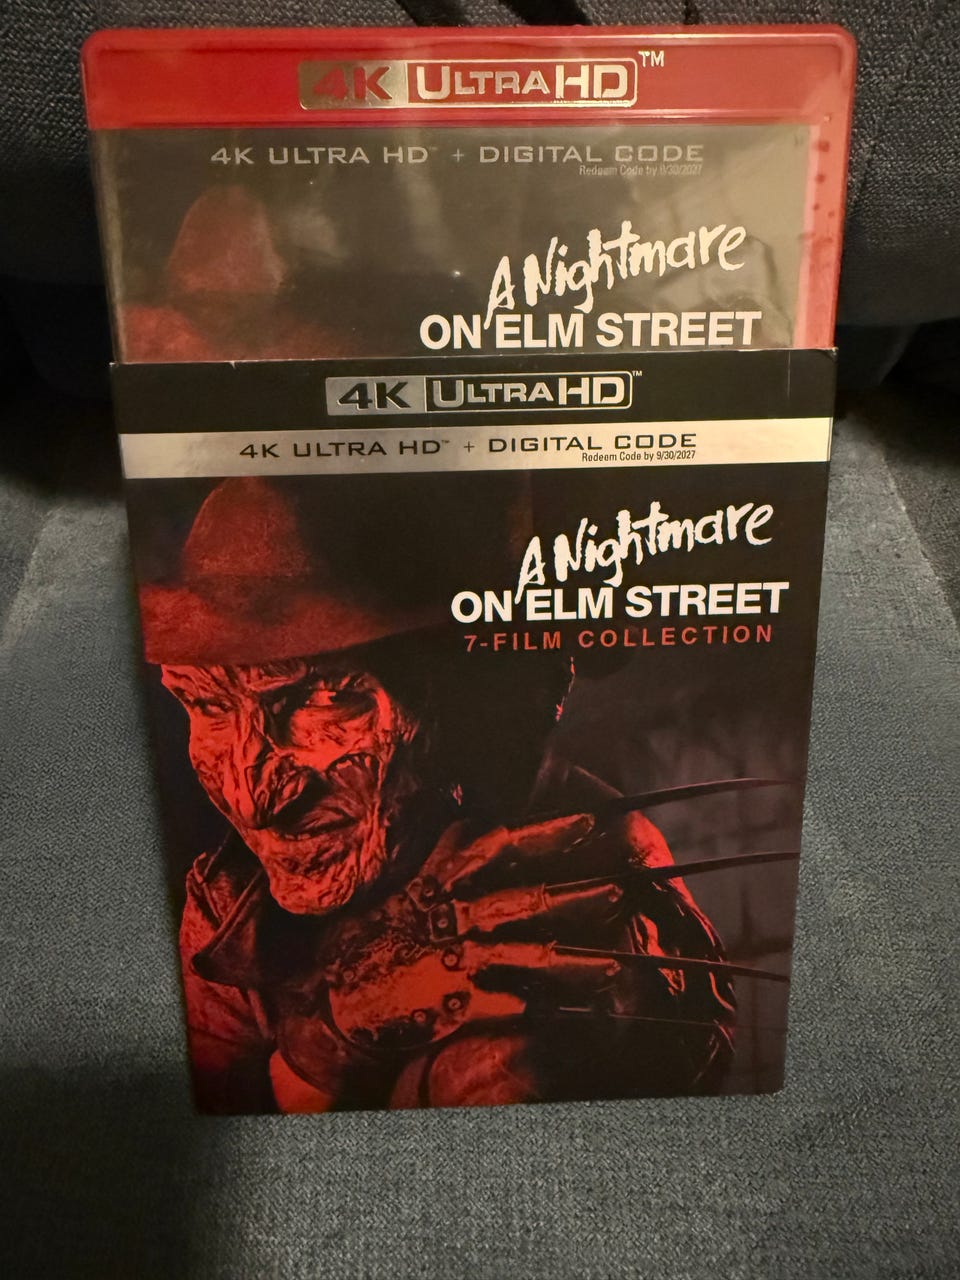 4K ULTRA HD™
4K ULTRA HD™ + DIGITAL CODE
Redeem Code by 9/30/2027
A Nightmare
ON ELM STREET
4K ULTRA HD™
4K ULTRA HD™ + DIGITAL CODE
Redeem Code by 9/30/2027
A Nightmare
ON ELM STREET
7-FILM COLLECTION